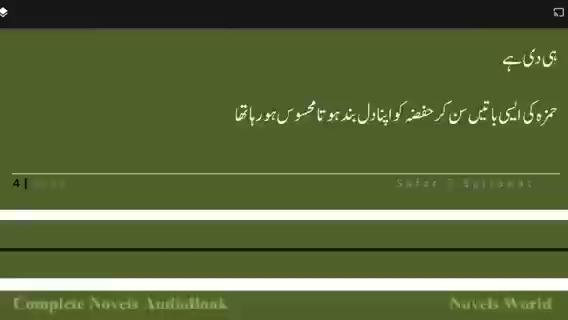 ہی دی ہے
حمزہ کی ایسی باتیں سن کر حفضہ کو اپنا دل بند ہوتا محسوس ہو رہا تھا
4 |
Complete Novels AudioBook
Novels World